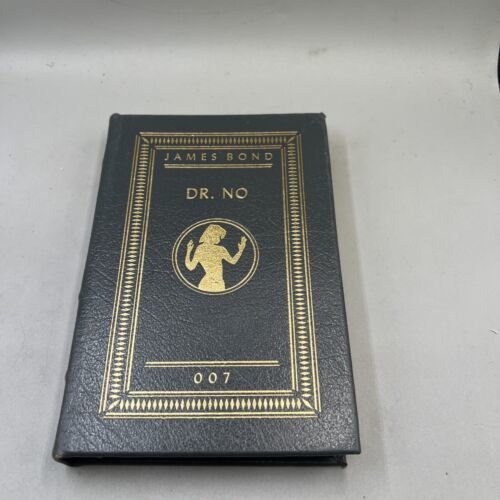 JAMES BOND
DR. NO
007